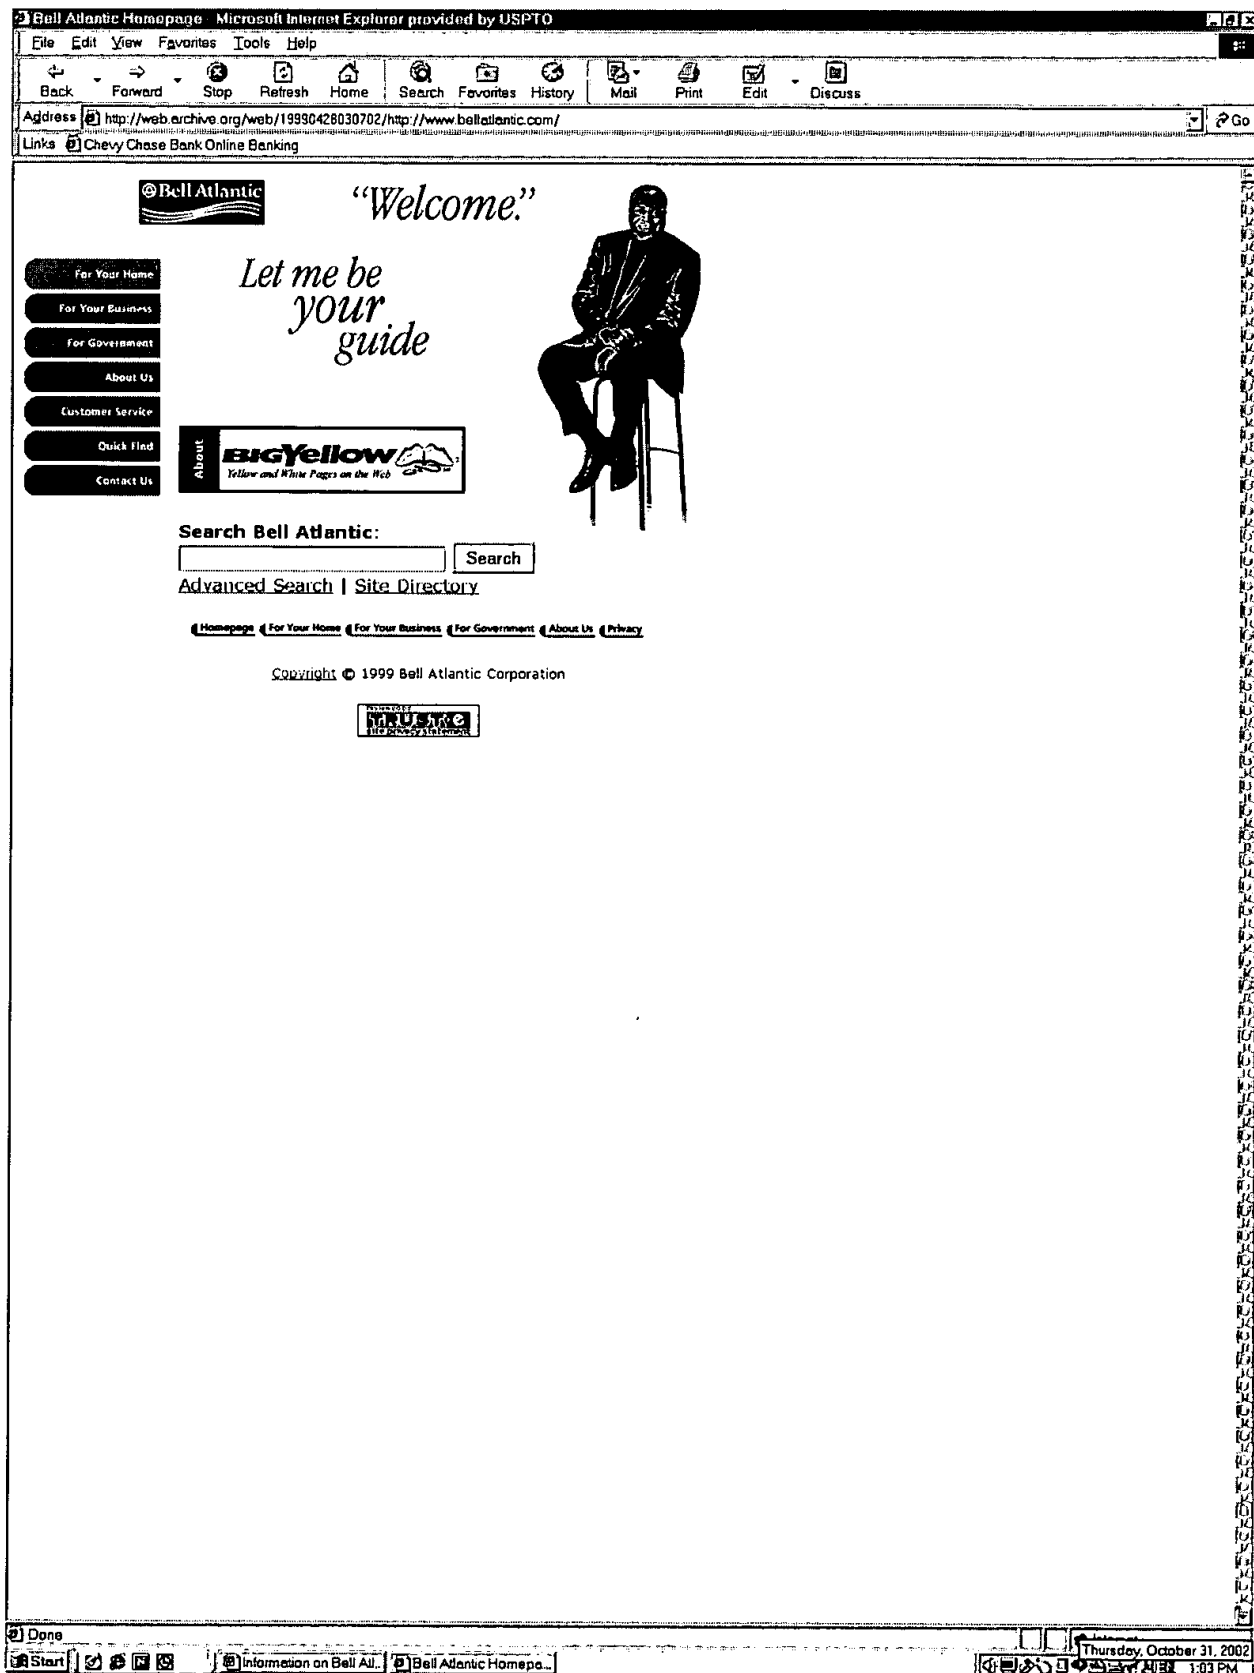 Bell Atlantic Homepage - Microsoft Internet Explorer provided by USPTO
File Edit View Favorites Tools Help
Back Forward Stop Refresh Home Search Favorites History Mail Print Edit Discuss
Address http://web.archive.org/web/19990428030702/http://www.bellatlantic.com/ Go
Links Chevy Chase Bank Online Banking
Bell Atlantic
“Welcome.”
Let me be
your
guide
For Your Home
For Your Business
For Government
About Us
Customer Service
Quick Find
Contact Us
About
BIGYellow
Yellow and White Pages on the Web
Search Bell Atlantic:
Search
Advanced Search | Site Directory
Homepage For Your Home For Your Business For Government About Us Privacy
Copyright © 1999 Bell Atlantic Corporation
TRUSTe
site privacy statement
Done
Thursday, October 31, 2002
Start Information on Bell Atl... Bell Atlantic Homepa... 1:03 PM